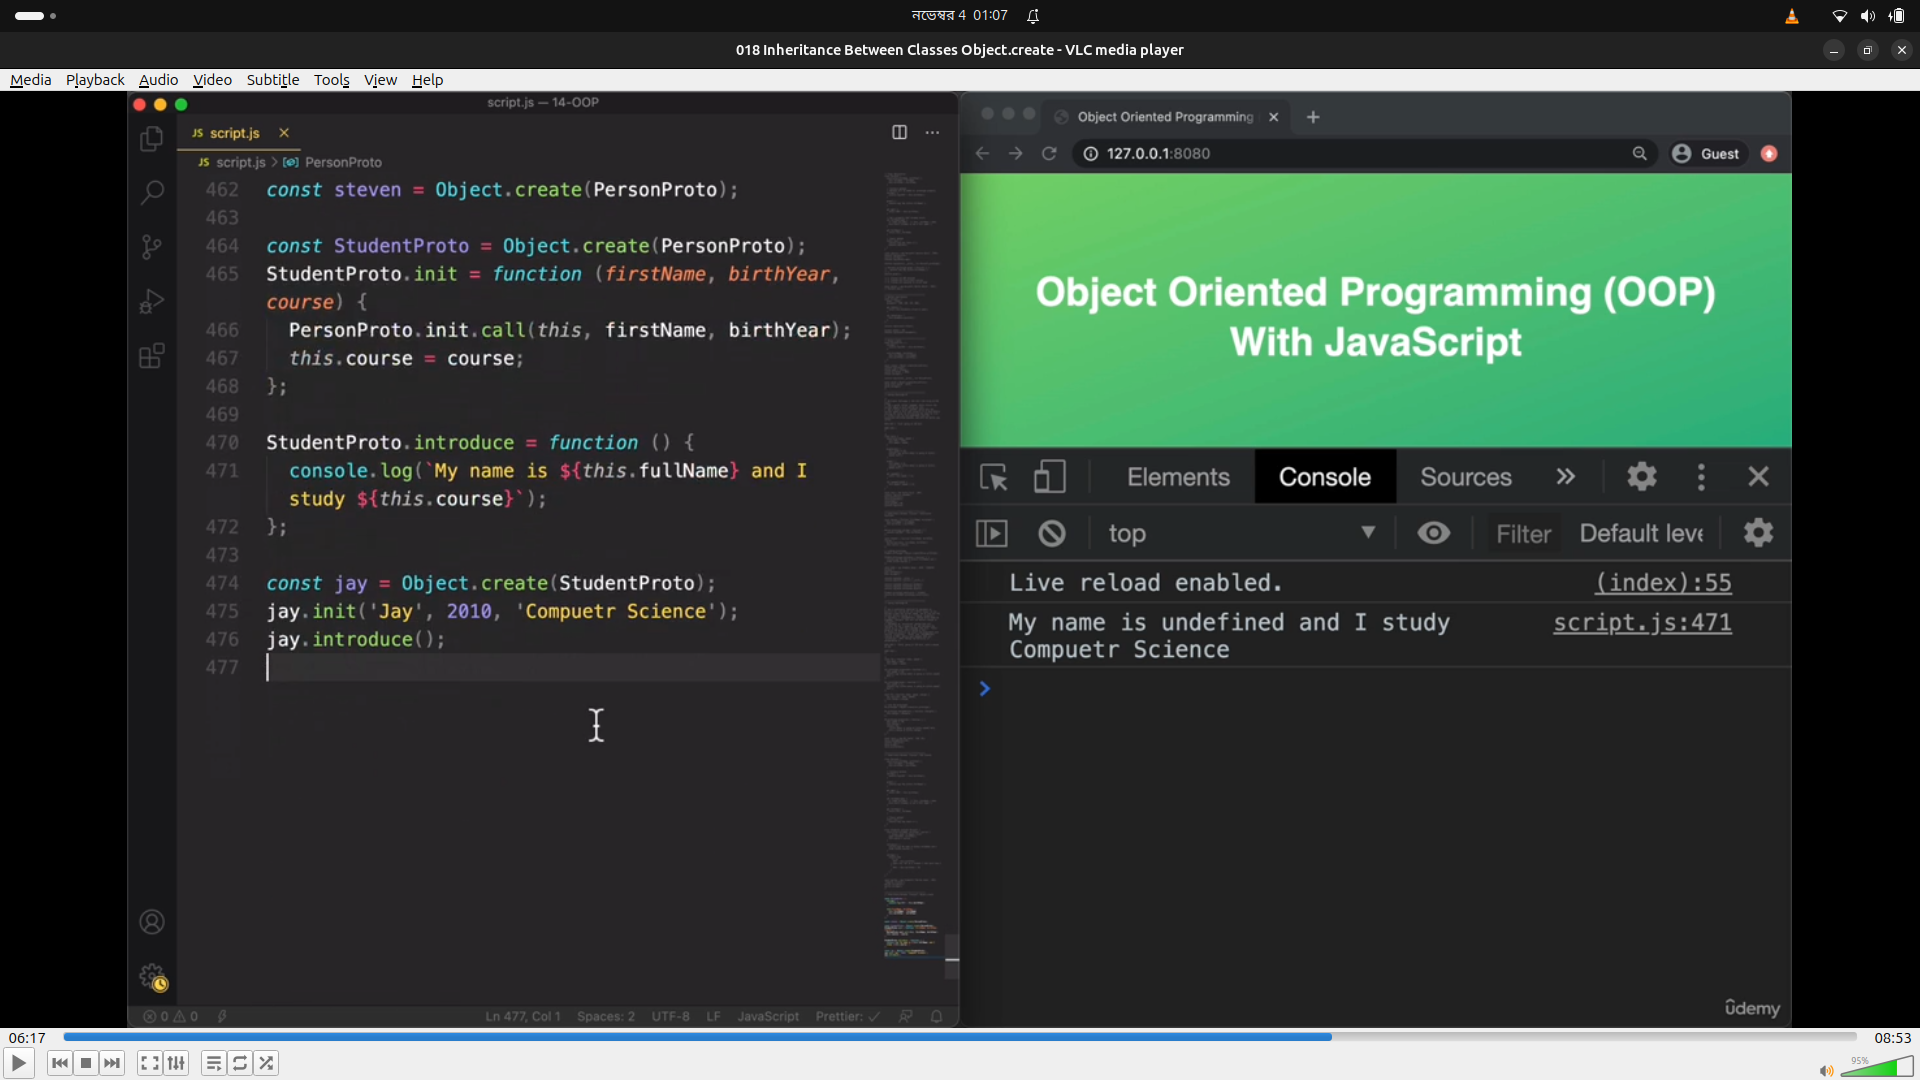 নভেম্বর 4 01:07
018 Inheritance Between Classes Object.create - VLC media player
Media Playback Audio Video Subtitle Tools View Help
script.js — 14-OOP
JS script.js
JS script.js > PersonProto
462 const steven = Object.create(PersonProto);
463
464 const StudentProto = Object.create(PersonProto);
465 StudentProto.init = function (firstName, birthYear,
course) {
466 PersonProto.init.call(this, firstName, birthYear);
467 this.course = course;
468 };
469
470 StudentProto.introduce = function () {
471 console.log(`My name is ${this.fullName} and I
study ${this.course}`);
472 };
473
474 const jay = Object.create(StudentProto);
475 jay.init('Jay', 2010, 'Compuetr Science');
476 jay.introduce();
477
0 0 Ln 477, Col 1 Spaces: 2 UTF-8 LF JavaScript Prettier: ✓
Object Oriented Programming
127.0.0.1:8080 Guest
Object Oriented Programming (OOP)
With JavaScript
Elements Console Sources »
top Filter Default leve
Live reload enabled. (index):55
My name is undefined and I study script.js:471
Compuetr Science
>
ûdemy
06:17 08:53
95%